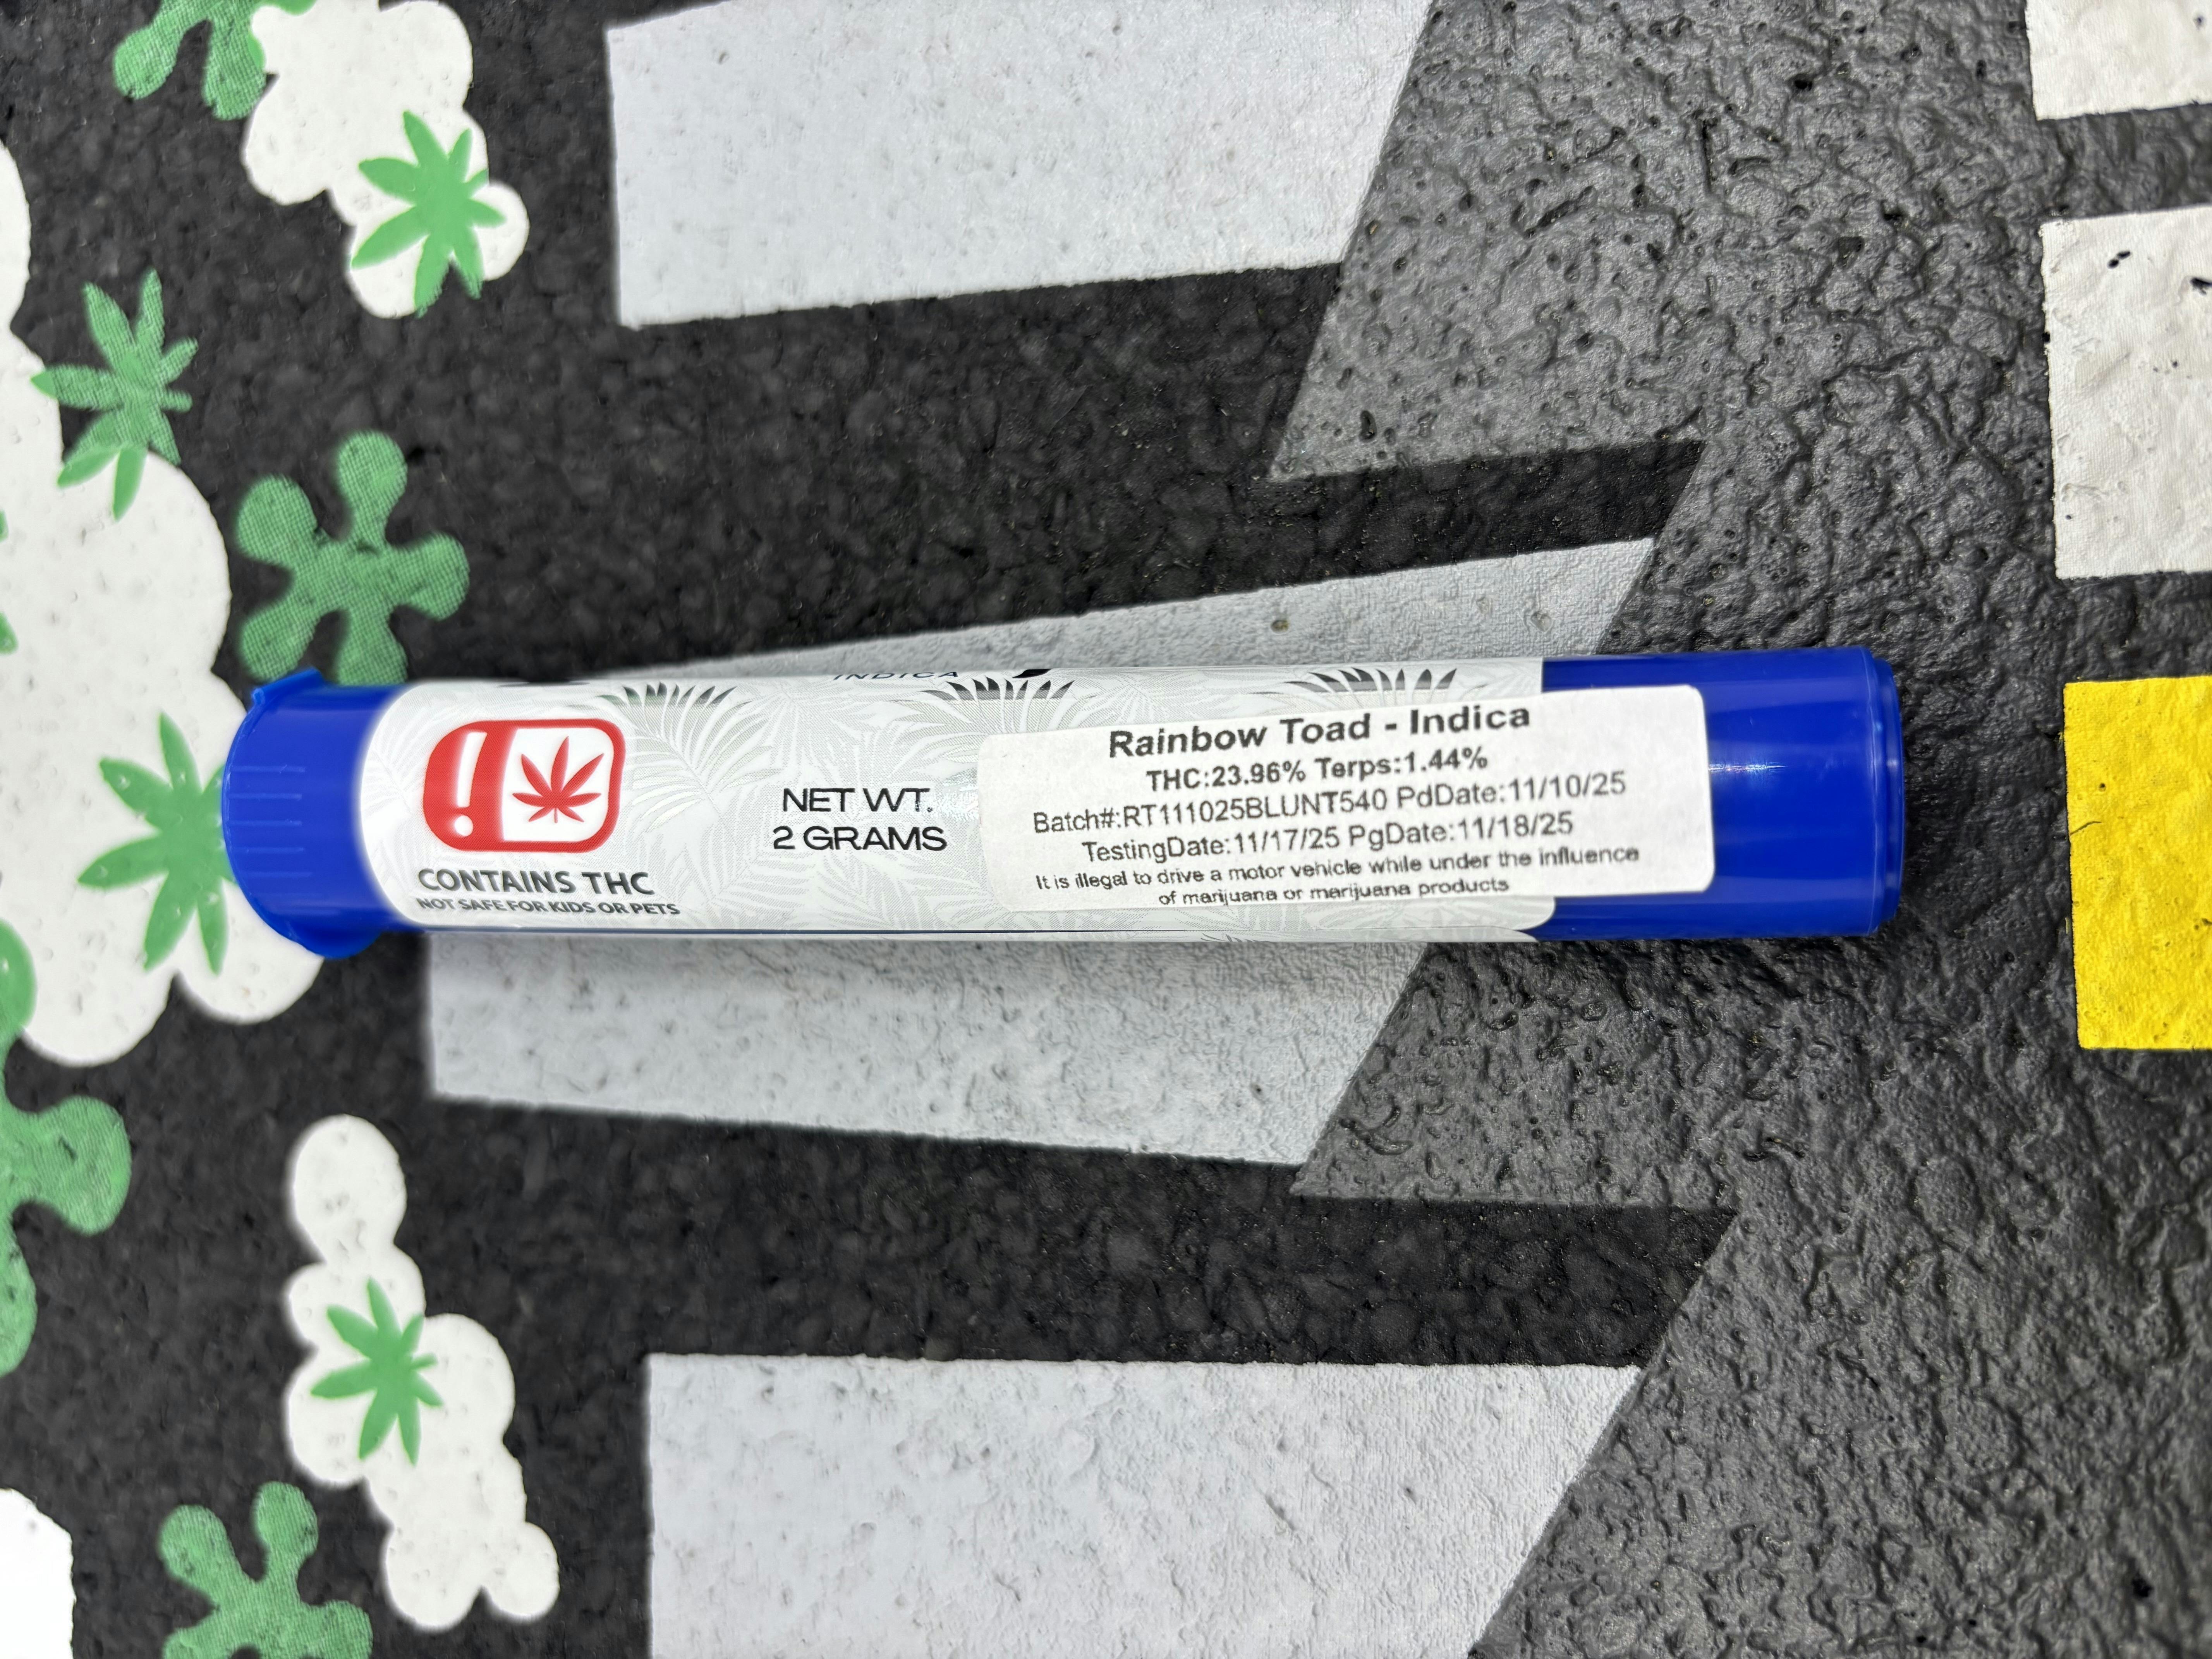 INDICA
!
CONTAINS THC
NOT SAFE FOR KIDS OR PETS
NET WT.
2 GRAMS
Rainbow Toad - Indica
THC:23.96% Terps:1.44%
Batch#:RT111025BLUNT540 PdDate:11/10/25
TestingDate:11/17/25 PgDate:11/18/25
It is illegal to drive a motor vehicle while under the influence
of marijuana or marijuana products